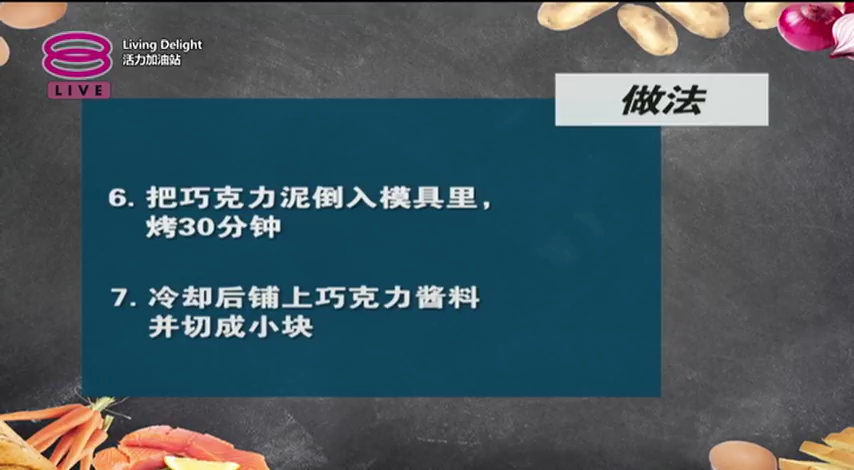 Living Delight
活力加油站
LIVE
做法
6. 把巧克力泥倒入模具里，
烤30分钟
7. 冷却后铺上巧克力酱料
并切成小块